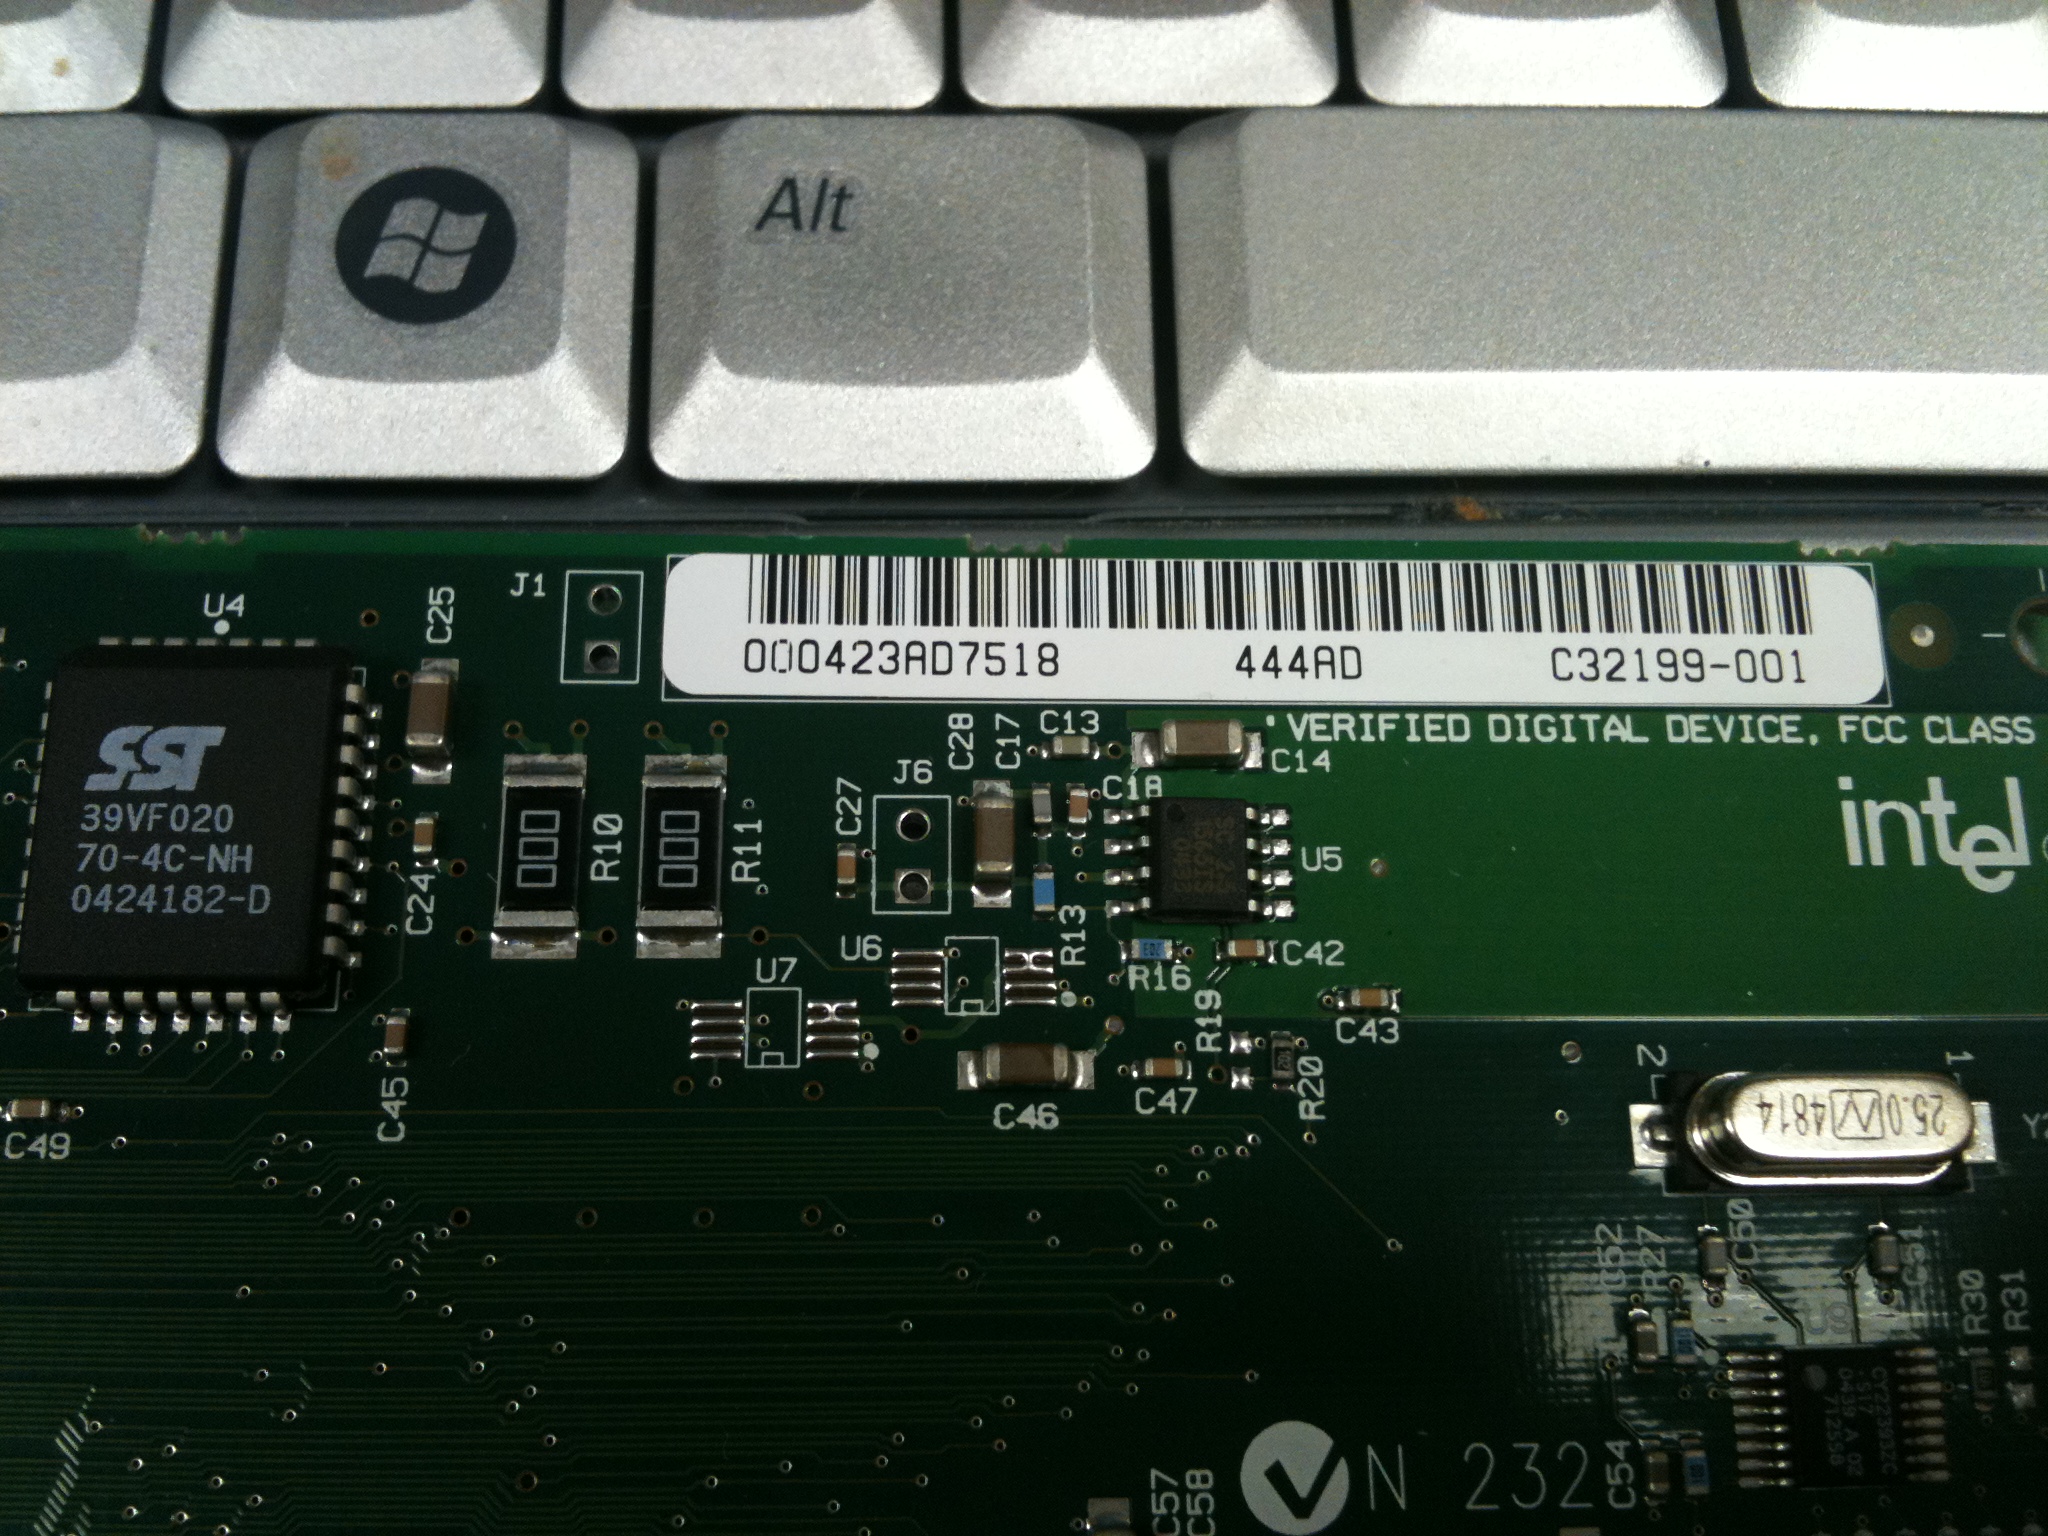 Alt
U4
C25
J1
000423AD7518 444AD C32199-001
VERIFIED DIGITAL DEVICE, FCC CLASS
intel
SST
39VF020
70-4C-NH
0424182-D
C24
000
R10
000
R11
C27
J6
C28
C17
C13
C14
C18
U5
R13
U6
U7
R16
C42
R19
C43
R20
C47
C46
C45
C49
2
1
25.0 4814
C50
C51
C52
R27
R30
R31
U8
C54
C57
C58
N 232